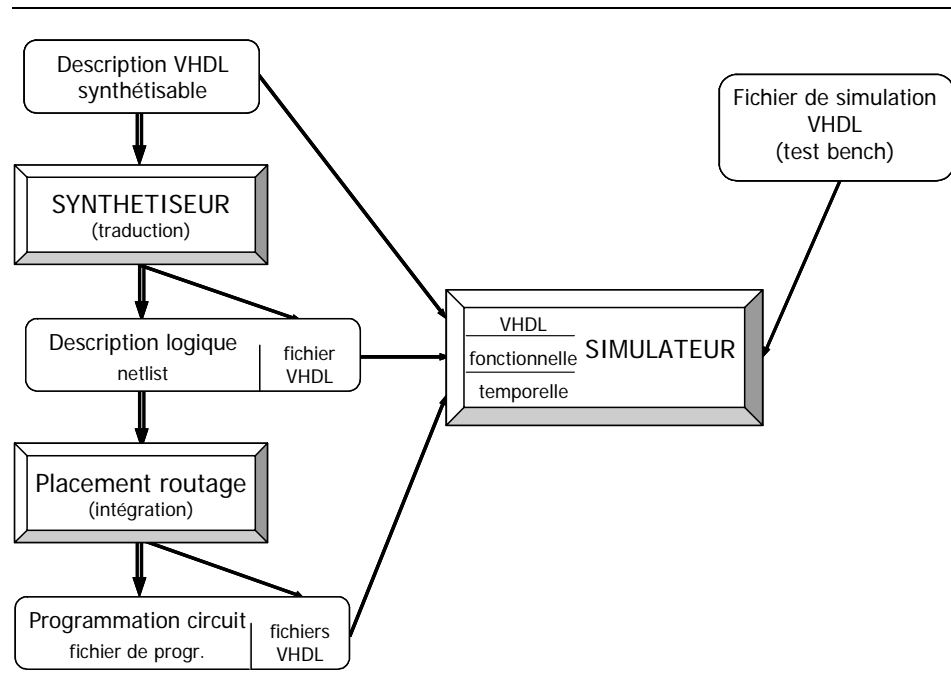 Description VHDL
synthétisable
Fichier de simulation
VHDL
(test bench)
SYNTHETISEUR
(traduction)
Description logique
netlist
fichier
VHDL
VHDL
fonctionnelle
temporelle
SIMULATEUR
Placement routage
(intégration)
Programmation circuit
fichier de progr.
fichiers
VHDL